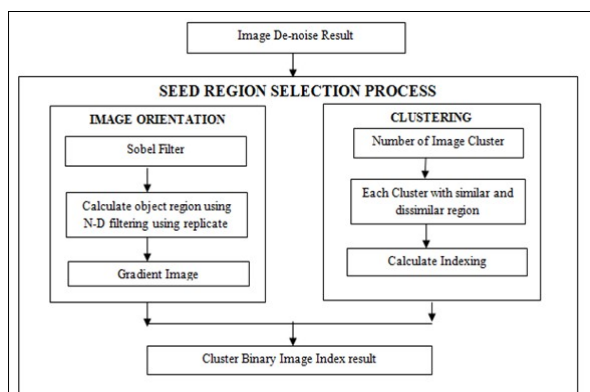 Image De-noise Result
SEED REGION SELECTION PROCESS
IMAGE ORIENTATION
Sobel Filter
Calculate object region using
N-D filtering using replicate
Gradient Image
CLUSTERING
Number of Image Cluster
Each Cluster with similar and
dissimilar region
Calculate Indexing
Cluster Binary Image Index result